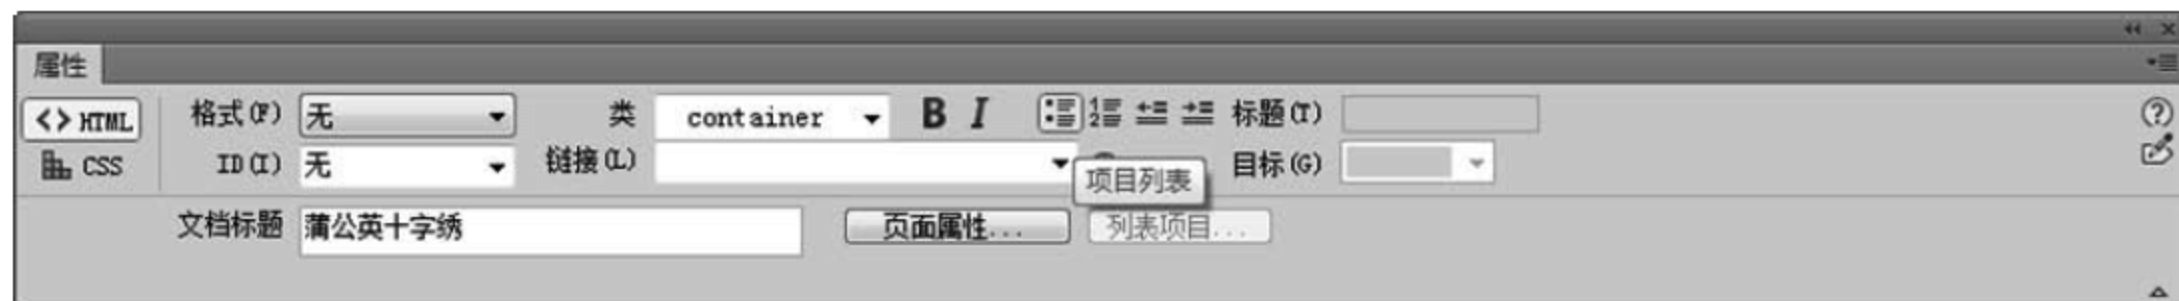 属性
<> HTML 格式(F) 无 类 container B I 标题(T)
CSS ID(I) 无 链接(L) 目标(G)
项目列表
文档标题 蒲公英十字绣 页面属性... 列表项目...